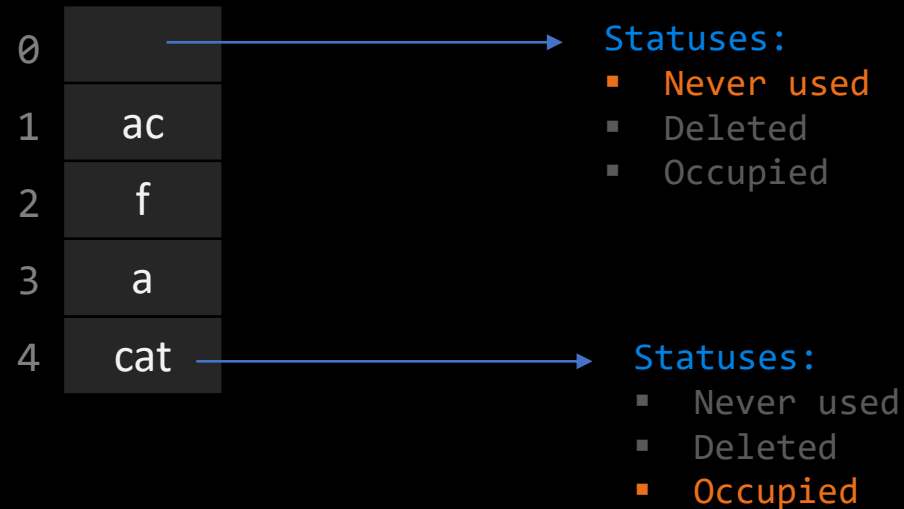 0
1 ac
2 f
3 a
4 cat
Statuses:
▪ Never used
▪ Deleted
▪ Occupied
Statuses:
▪ Never used
▪ Deleted
▪ Occupied